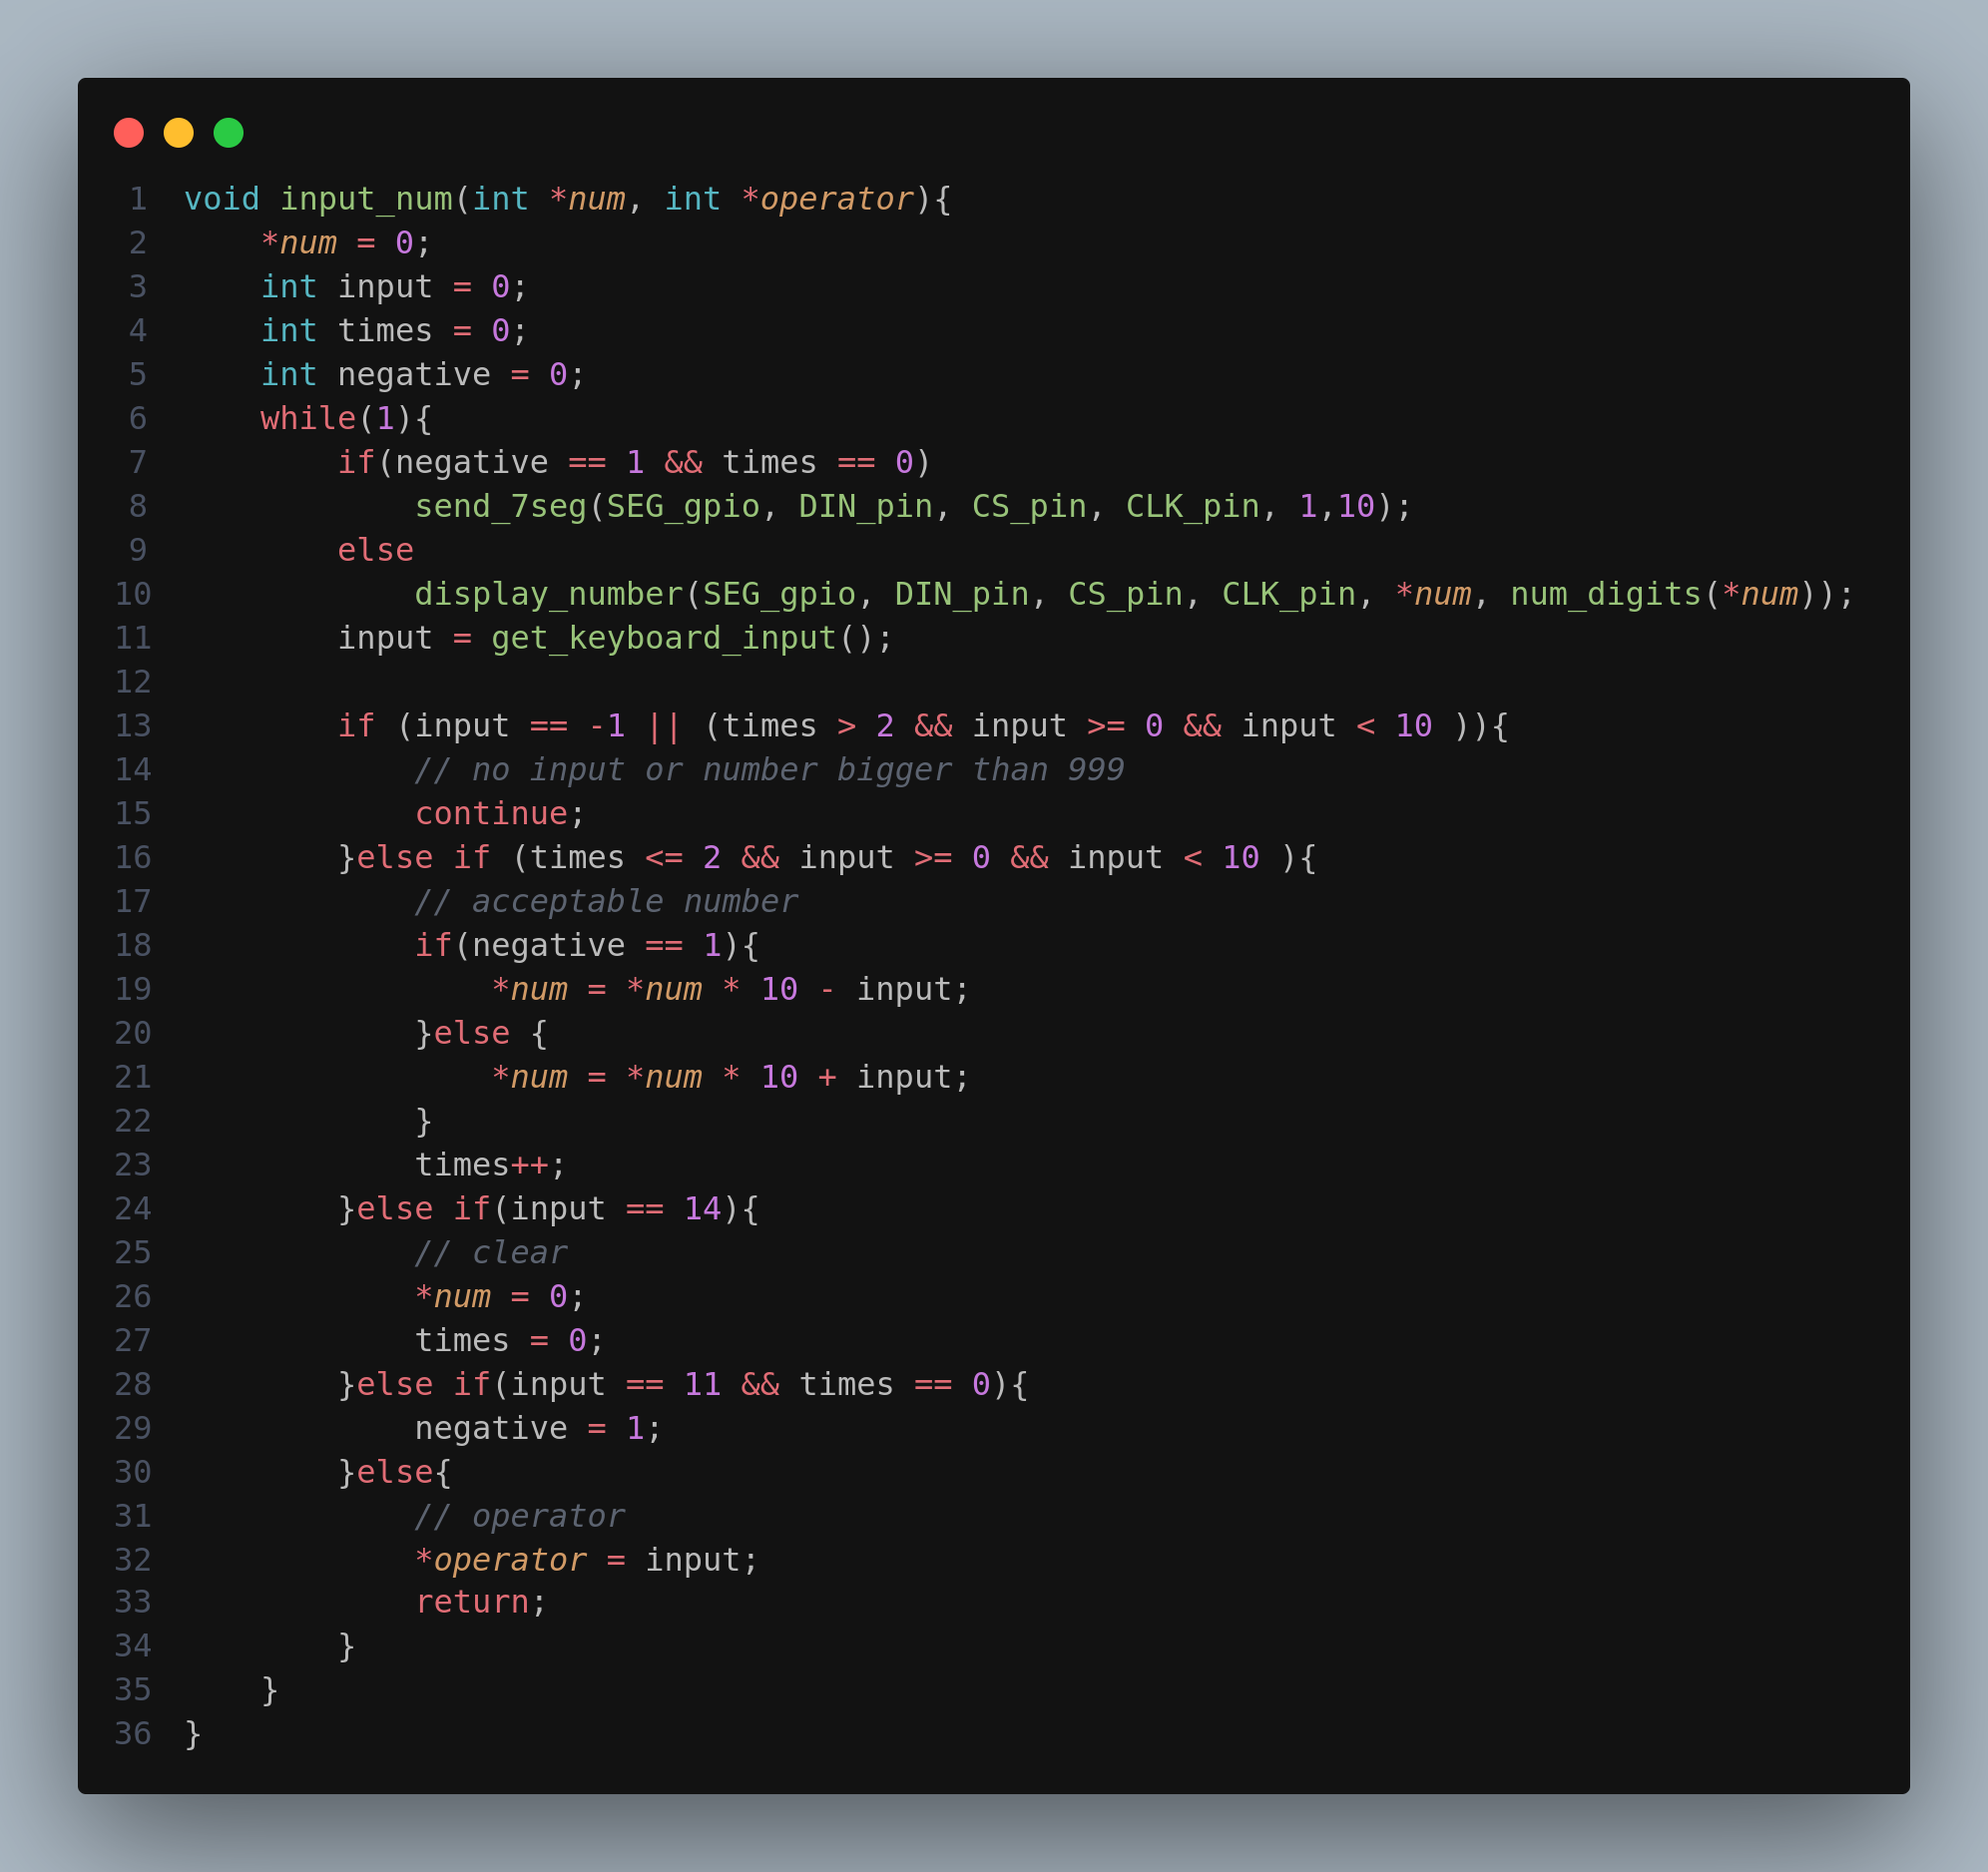 1 void input_num(int *num, int *operator){
2     *num = 0;
3     int input = 0;
4     int times = 0;
5     int negative = 0;
6     while(1){
7         if(negative == 1 && times == 0)
8             send_7seg(SEG_gpio, DIN_pin, CS_pin, CLK_pin, 1,10);
9         else
10             display_number(SEG_gpio, DIN_pin, CS_pin, CLK_pin, *num, num_digits(*num));
11         input = get_keyboard_input();
12
13         if (input == -1 || (times > 2 && input >= 0 && input < 10 )){
14             // no input or number bigger than 999
15             continue;
16         }else if (times <= 2 && input >= 0 && input < 10 ){
17             // acceptable number
18             if(negative == 1){
19                 *num = *num * 10 - input;
20             }else {
21                 *num = *num * 10 + input;
22             }
23             times++;
24         }else if(input == 14){
25             // clear
26             *num = 0;
27             times = 0;
28         }else if(input == 11 && times == 0){
29             negative = 1;
30         }else{
31             // operator
32             *operator = input;
33             return;
34         }
35     }
36 }